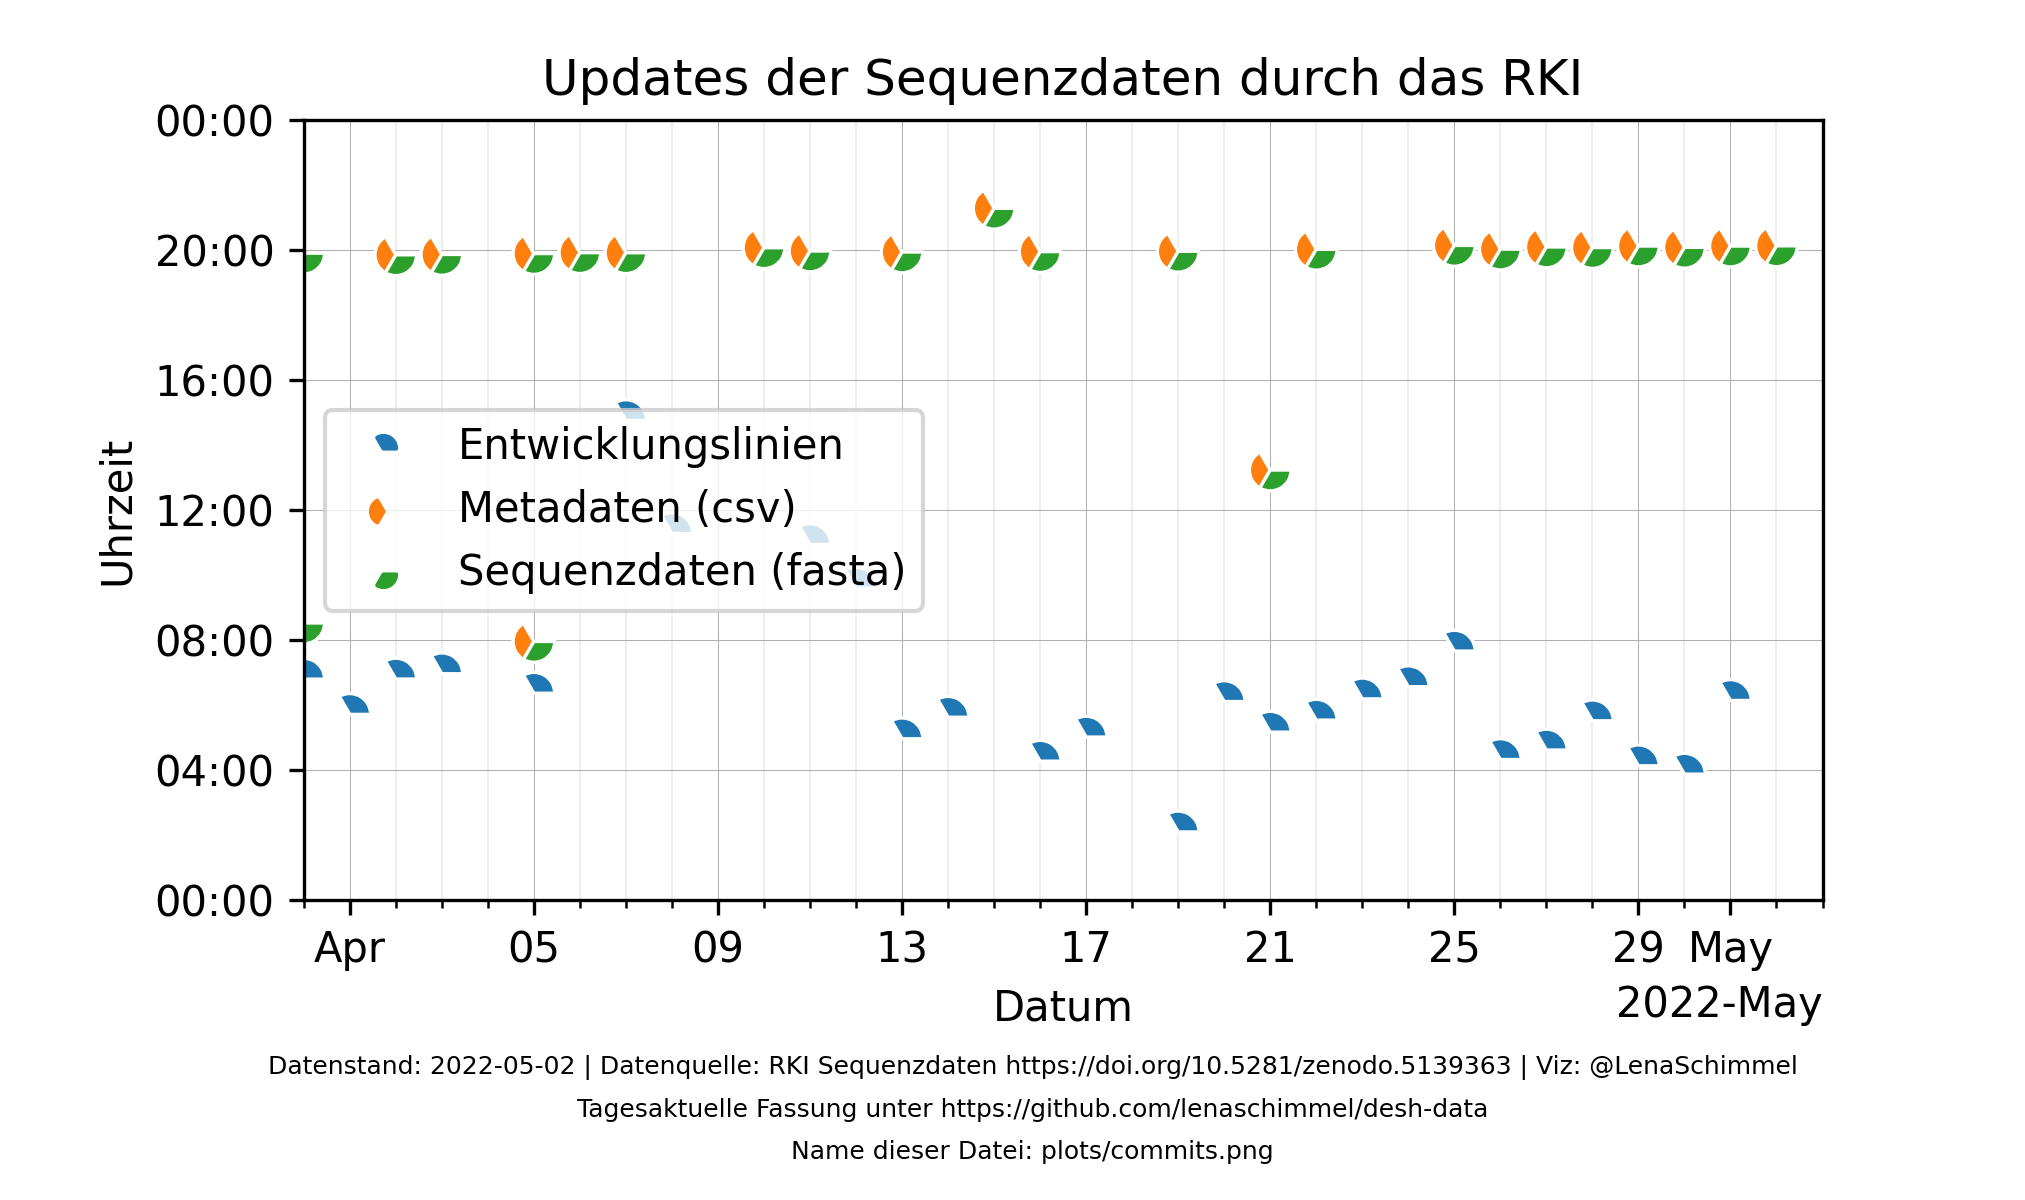 Updates der Sequenzdaten durch das RKI
00:00
20:00
16:00
12:00
08:00
04:00
00:00
Uhrzeit
Entwicklungslinien
Metadaten (csv)
Sequenzdaten (fasta)
Apr 05 09 13 17 21 25 29 May
Datum
2022-May
Datenstand: 2022-05-02 | Datenquelle: RKI Sequenzdaten https://doi.org/10.5281/zenodo.5139363 | Viz: @LenaSchimmel
Tagesaktuelle Fassung unter https://github.com/lenaschimmel/desh-data
Name dieser Datei: plots/commits.png